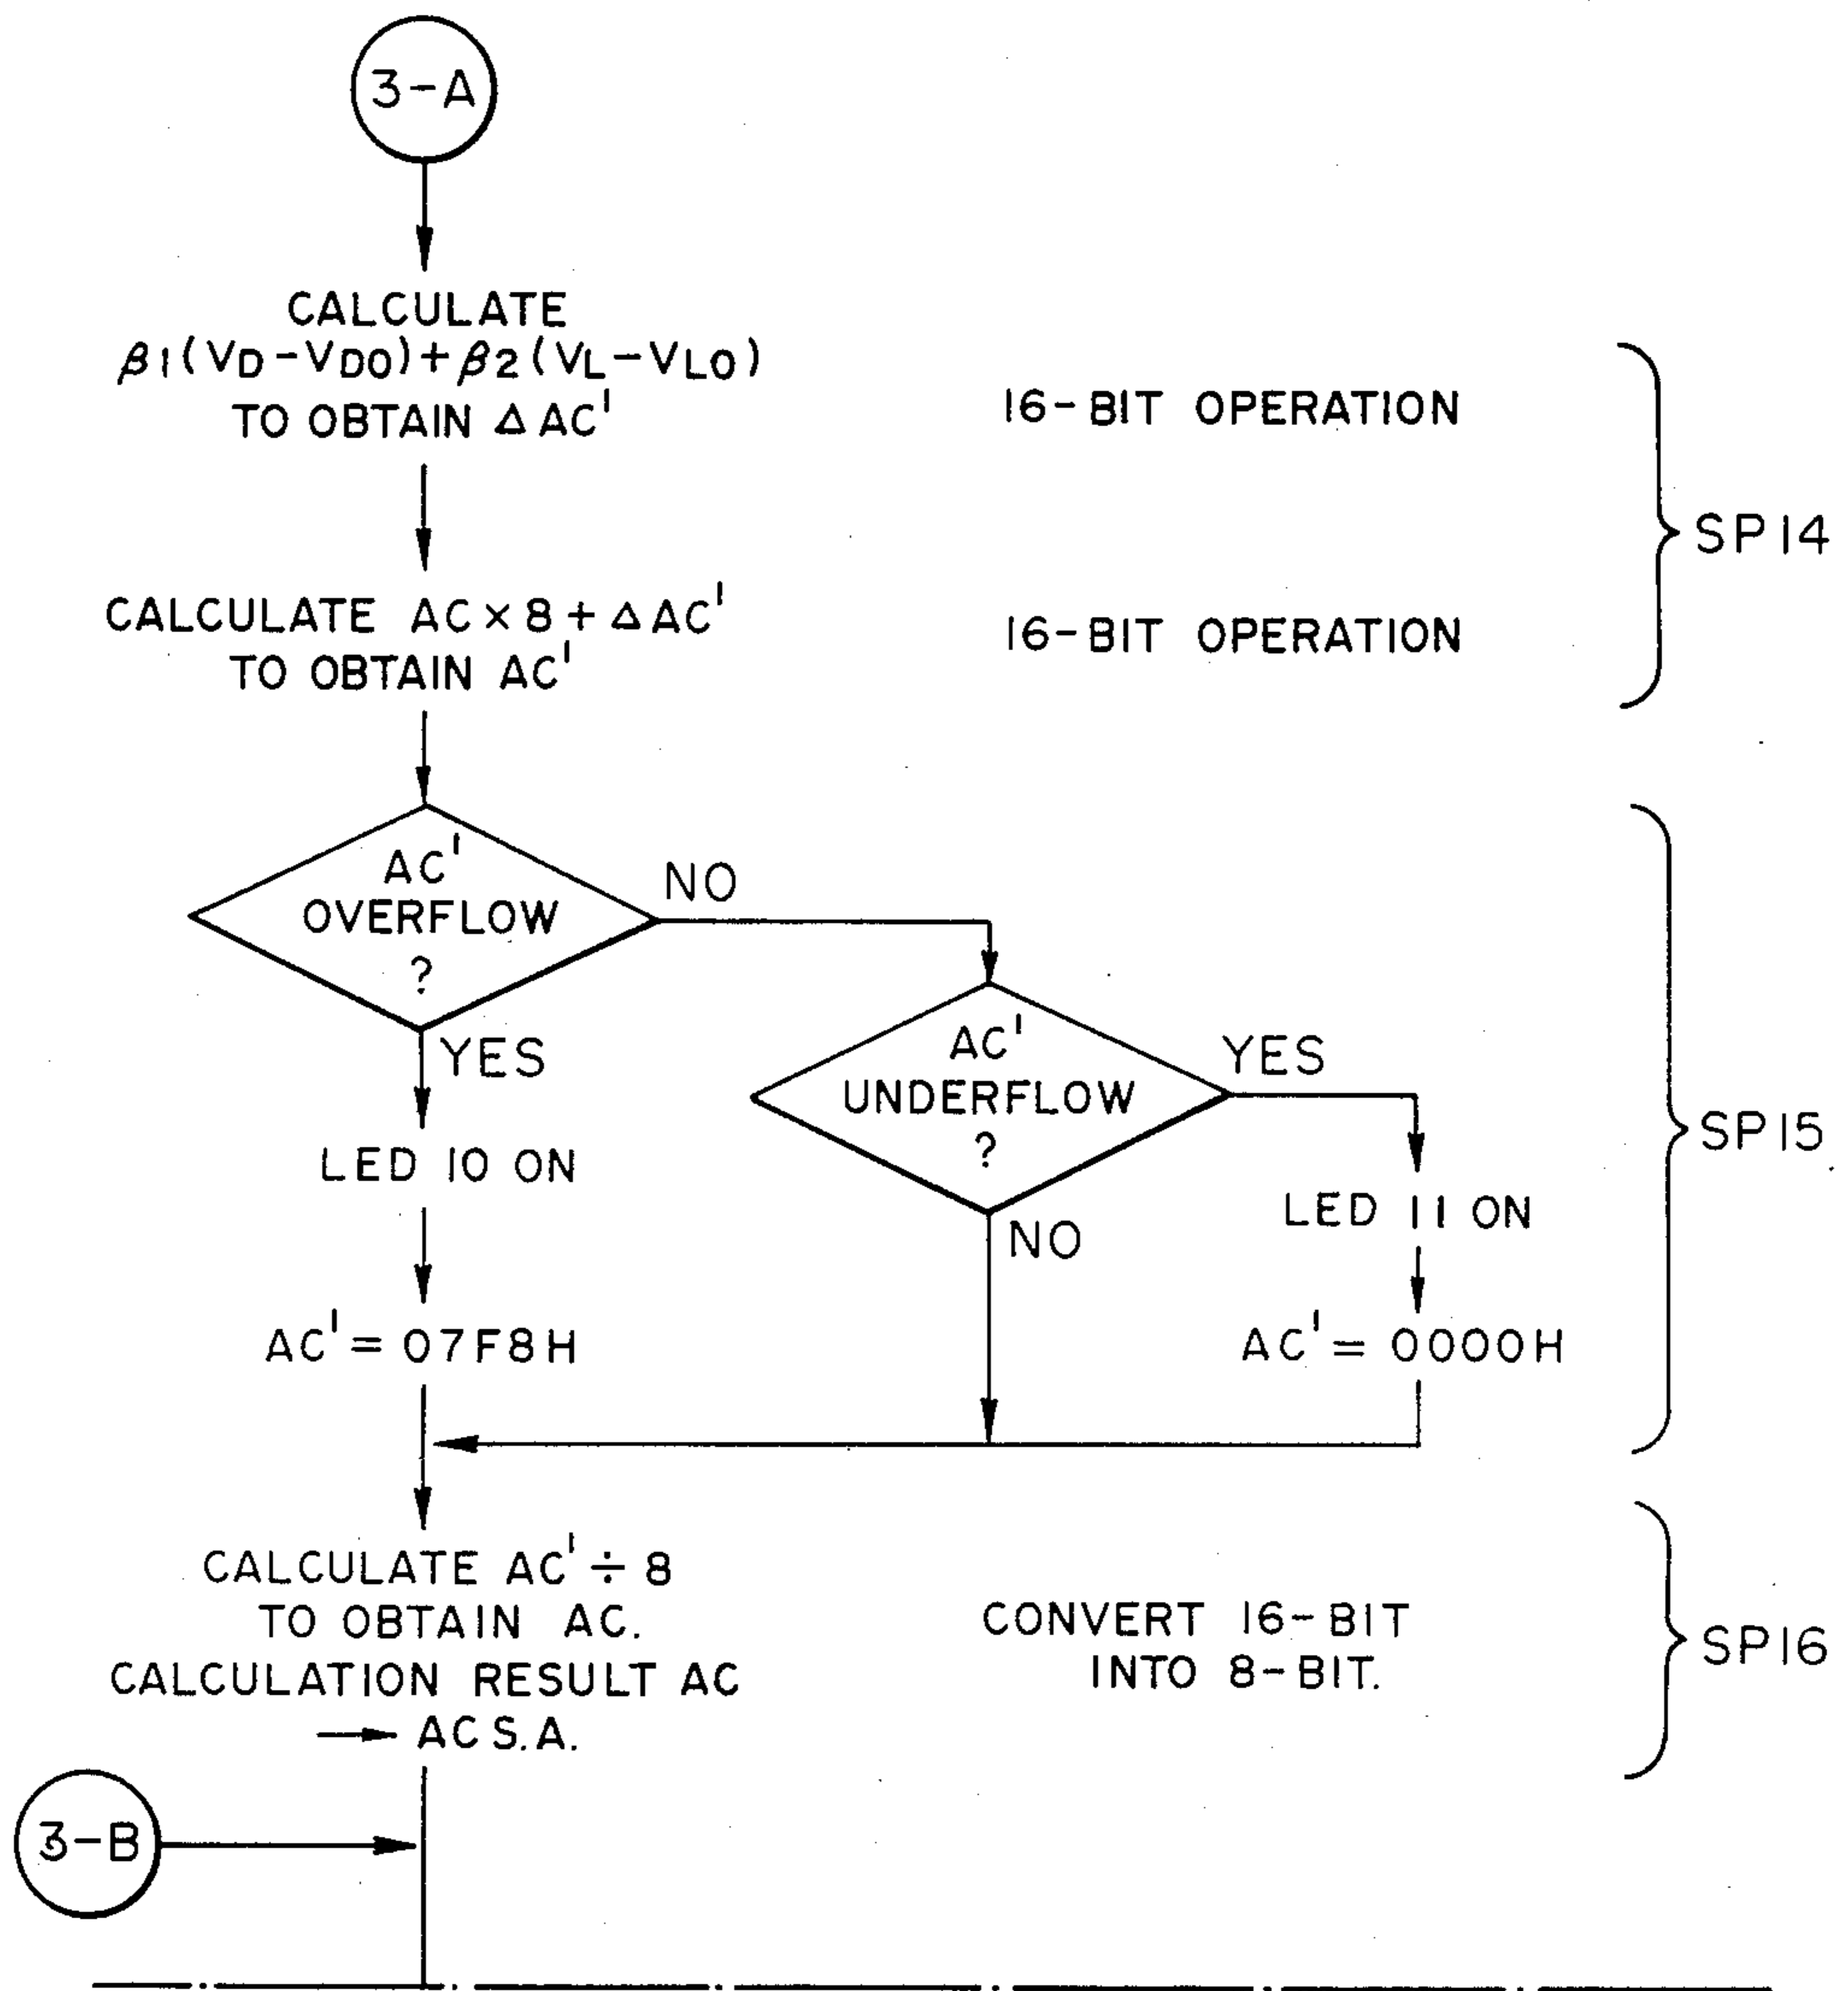 3-A
CALCULATE
β1(VD-VDO)+β2(VL-VLO)
TO OBTAIN Δ AC'
16-BIT OPERATION
SP14
CALCULATE AC×8+ΔAC'
TO OBTAIN AC'
16-BIT OPERATION
AC'
OVERFLOW
?
NO
YES
AC'
UNDERFLOW
?
YES
NO
SP15
LED 10 ON
LED 11 ON
AC'= 07F8H
AC'= 0000H
CALCULATE AC'÷8
TO OBTAIN AC.
CALCULATION RESULT AC
→ AC S.A.
CONVERT 16-BIT
INTO 8-BIT.
SP16
3-B